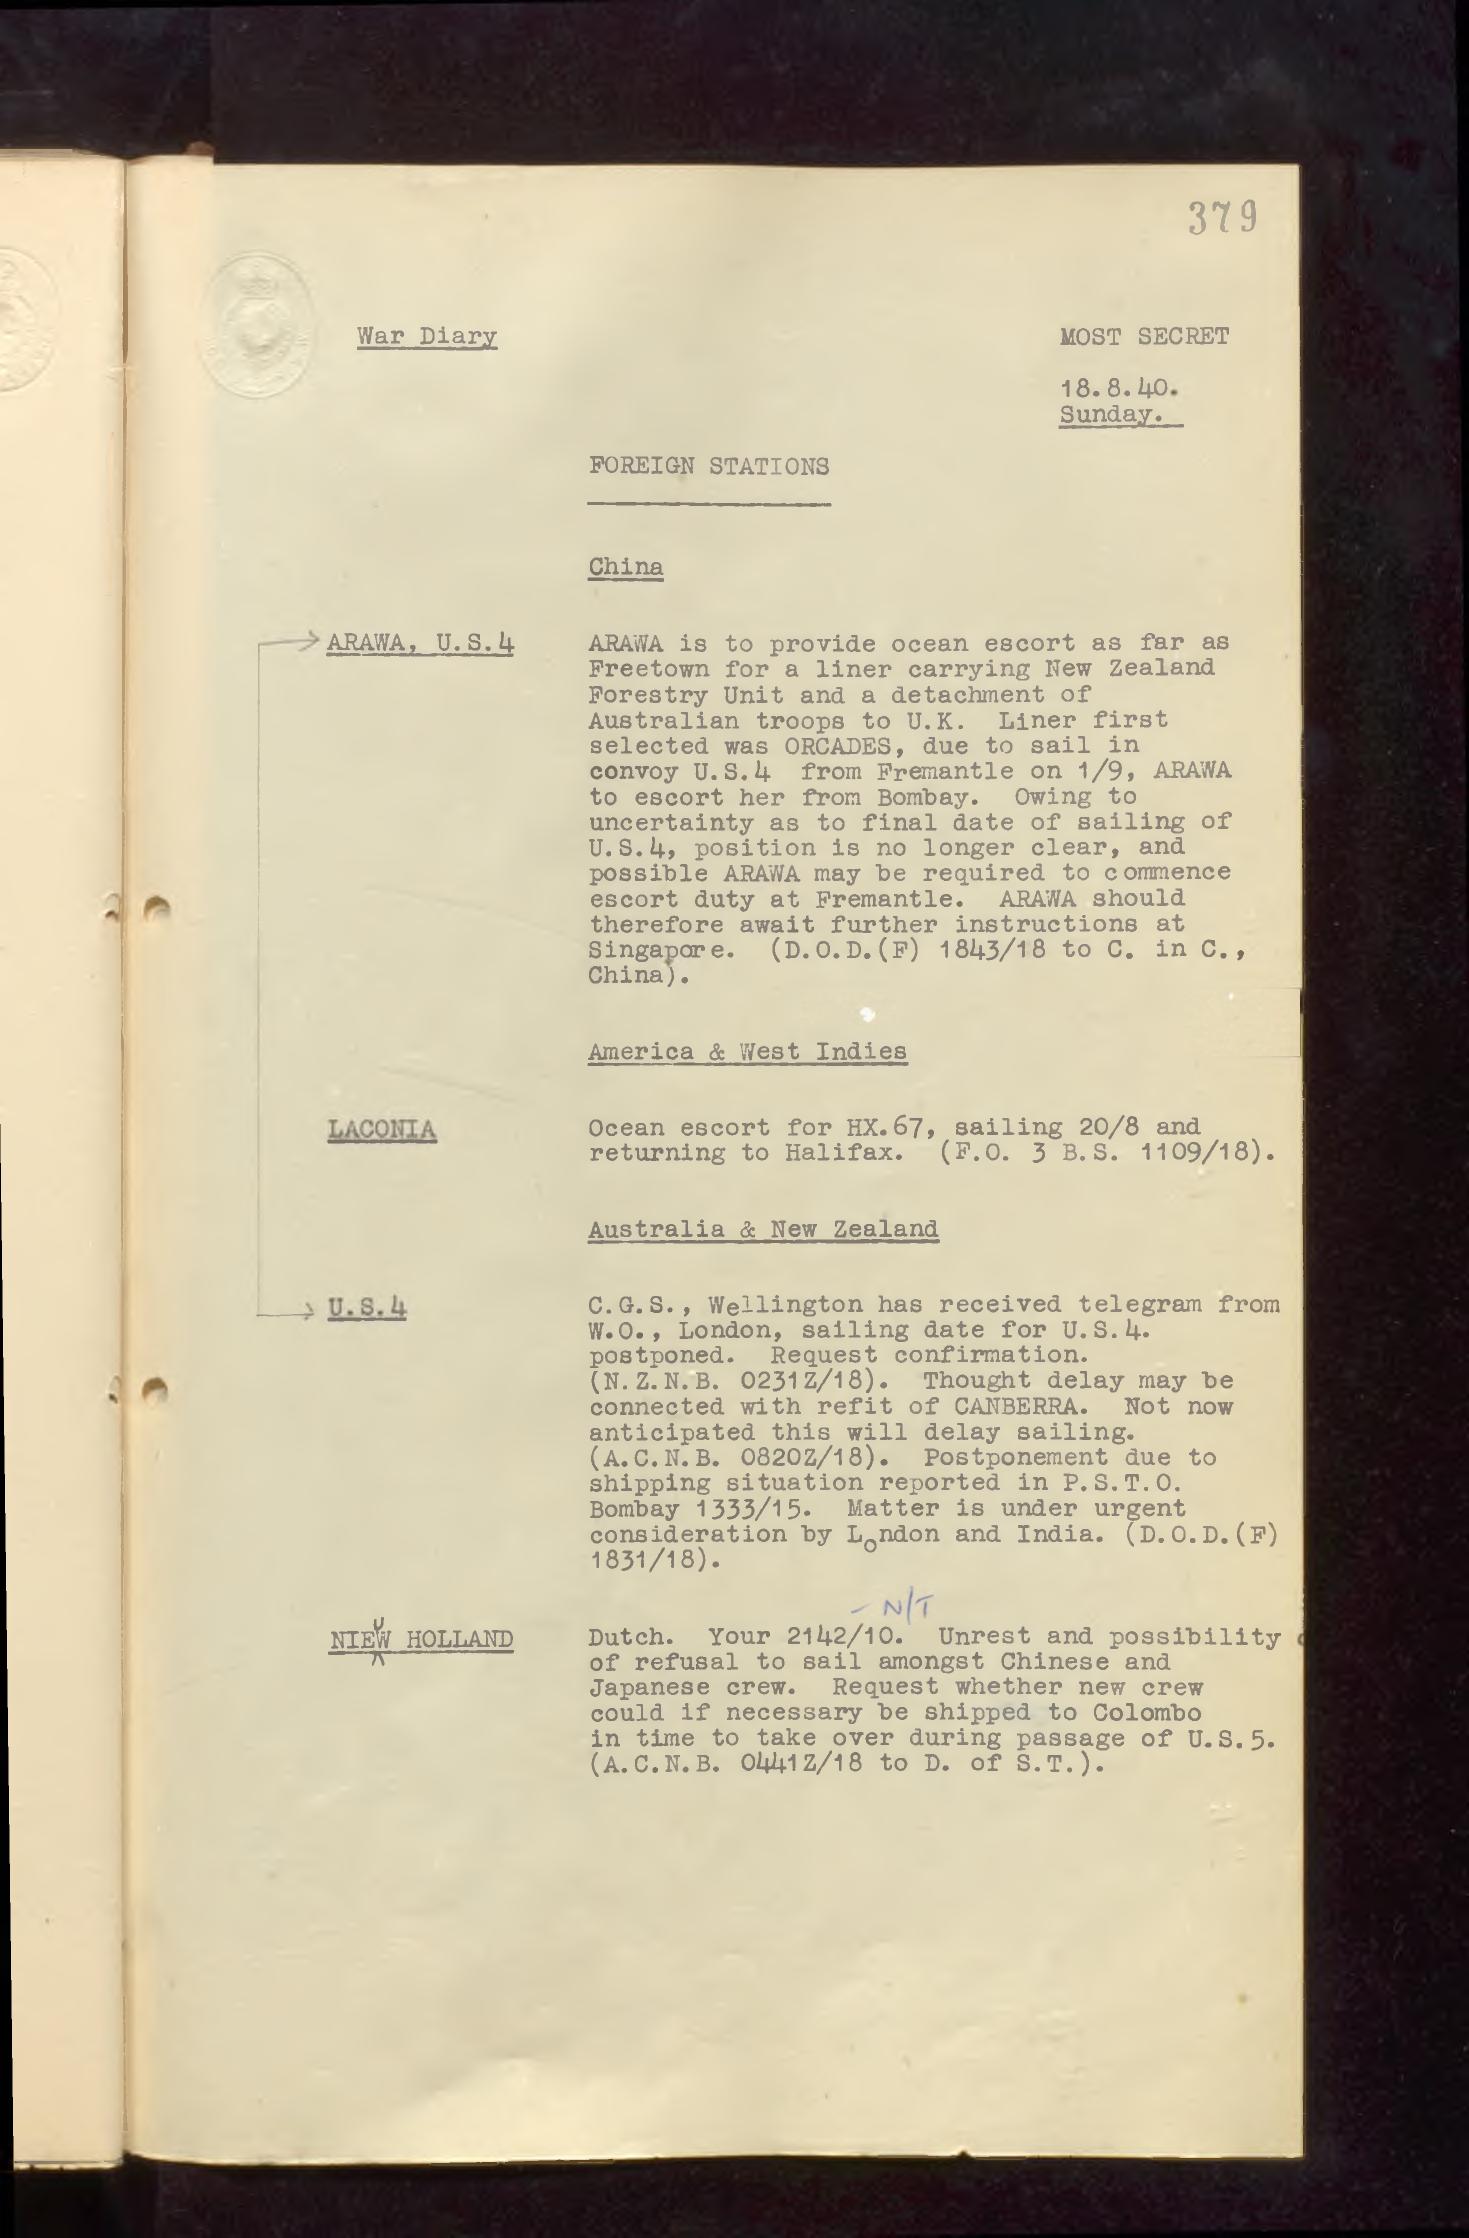 379
War Diary
MOST SECRET
18.8.40.
Sunday.
FOREIGN STATIONS
China
ARAWA, U.S.4
ARAWA is to provide ocean escort as far as
Freetown for a liner carrying New Zealand
Forestry Unit and a detachment of
Australian troops to U.K. Liner first
selected was ORCADES, due to sail in
convoy U.S.4 from Fremantle on 1/9, ARAWA
to escort her from Bombay. Owing to
uncertainty as to final date of sailing of
U.S.4, position is no longer clear, and
possible ARAWA may be required to commence
escort duty at Fremantle. ARAWA should
therefore await further instructions at
Singapore. (D.O.D.(F) 1843/18 to C. in C.,
China).
America & West Indies
LACONIA
Ocean escort for HX.67, sailing 20/8 and
returning to Halifax. (F.O. 3 B.S. 1109/18).
Australia & New Zealand
U.S.4
C.G.S., Wellington has received telegram from
W.O., London, sailing date for U.S.4.
postponed. Request confirmation.
(N.Z.N.B. 0231Z/18). Thought delay may be
connected with refit of CANBERRA. Not now
anticipated this will delay sailing.
(A.C.N.B. 0820Z/18). Postponement due to
shipping situation reported in P.S.T.O.
Bombay 1333/15. Matter is under urgent
consideration by London and India. (D.O.D.(F)
1831/18).
- N/T
NIEUW HOLLAND
Dutch. Your 2142/10. Unrest and possibility
of refusal to sail amongst Chinese and
Japanese crew. Request whether new crew
could if necessary be shipped to Colombo
in time to take over during passage of U.S.5.
(A.C.N.B. 0441Z/18 to D. of S.T.).